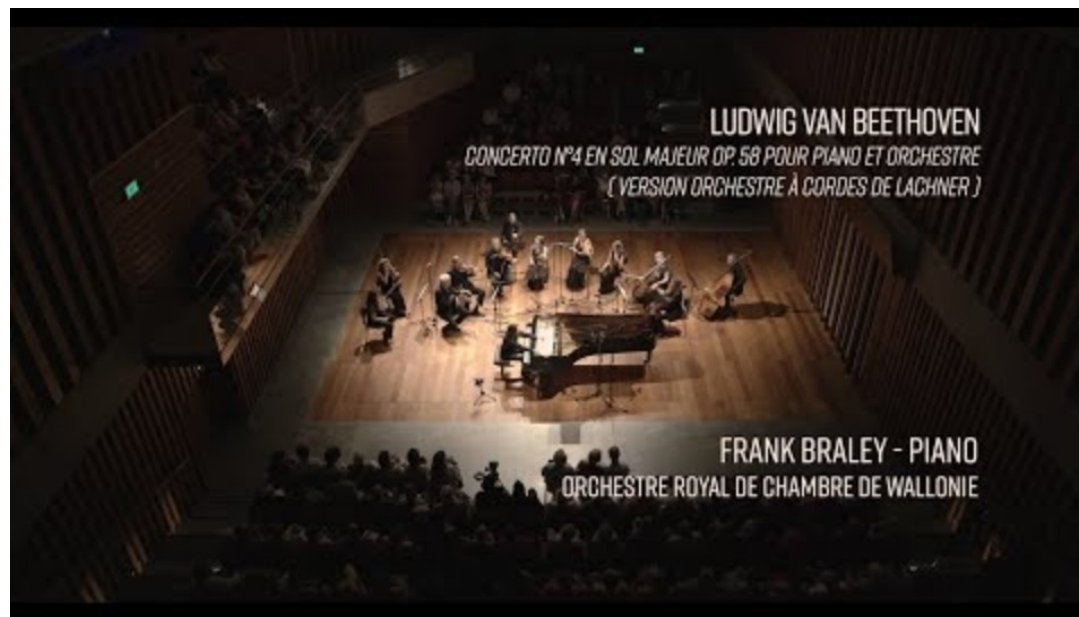 LUDWIG VAN BEETHOVEN
CONCERTO N°4 EN SOL MAJEUR OP. 58 POUR PIANO ET ORCHESTRE
( VERSION ORCHESTRE À CORDES DE LACHNER )
FRANK BRALEY - PIANO
ORCHESTRE ROYAL DE CHAMBRE DE WALLONIE